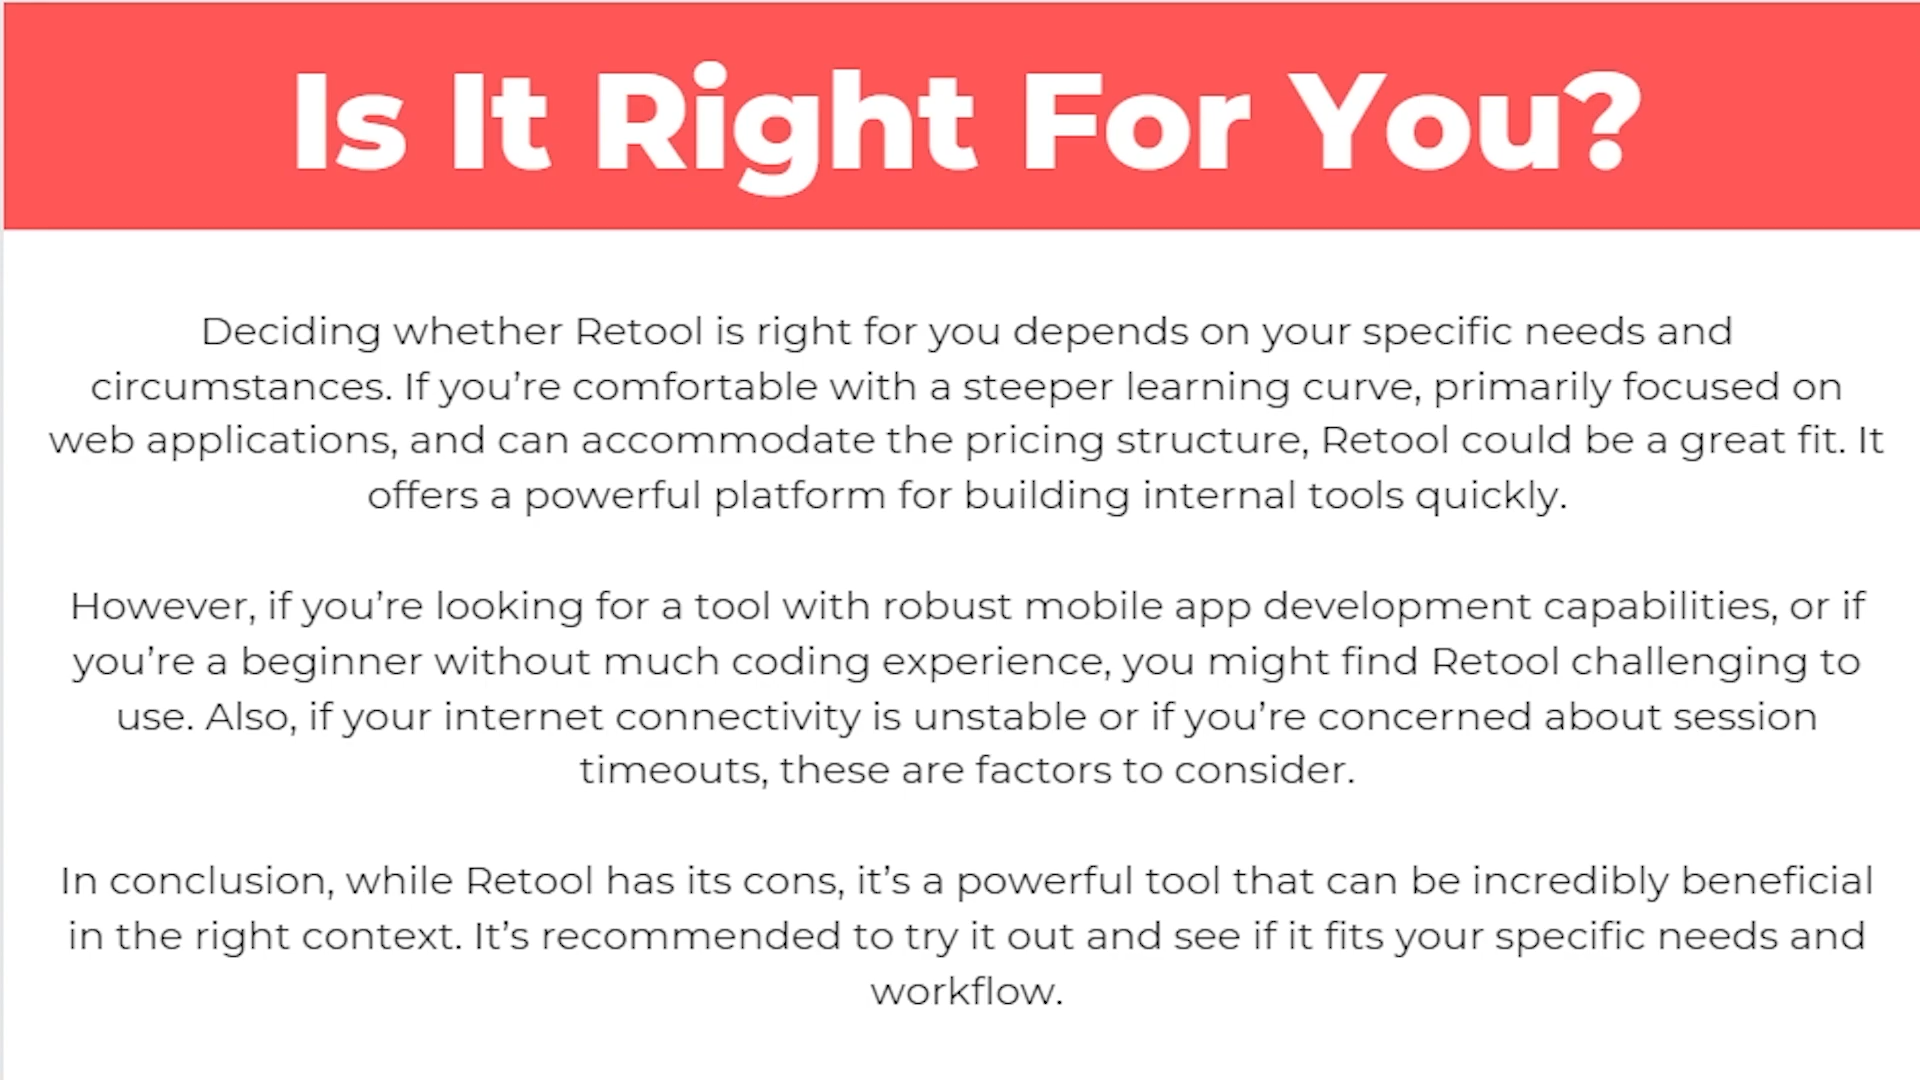 Is It Right For You?
Deciding whether Retool is right for you depends on your specific needs and
circumstances. If you’re comfortable with a steeper learning curve, primarily focused on
web applications, and can accommodate the pricing structure, Retool could be a great fit. It
offers a powerful platform for building internal tools quickly.
However, if you’re looking for a tool with robust mobile app development capabilities, or if
you’re a beginner without much coding experience, you might find Retool challenging to
use. Also, if your internet connectivity is unstable or if you’re concerned about session
timeouts, these are factors to consider.
In conclusion, while Retool has its cons, it’s a powerful tool that can be incredibly beneficial
in the right context. It’s recommended to try it out and see if it fits your specific needs and
workflow.